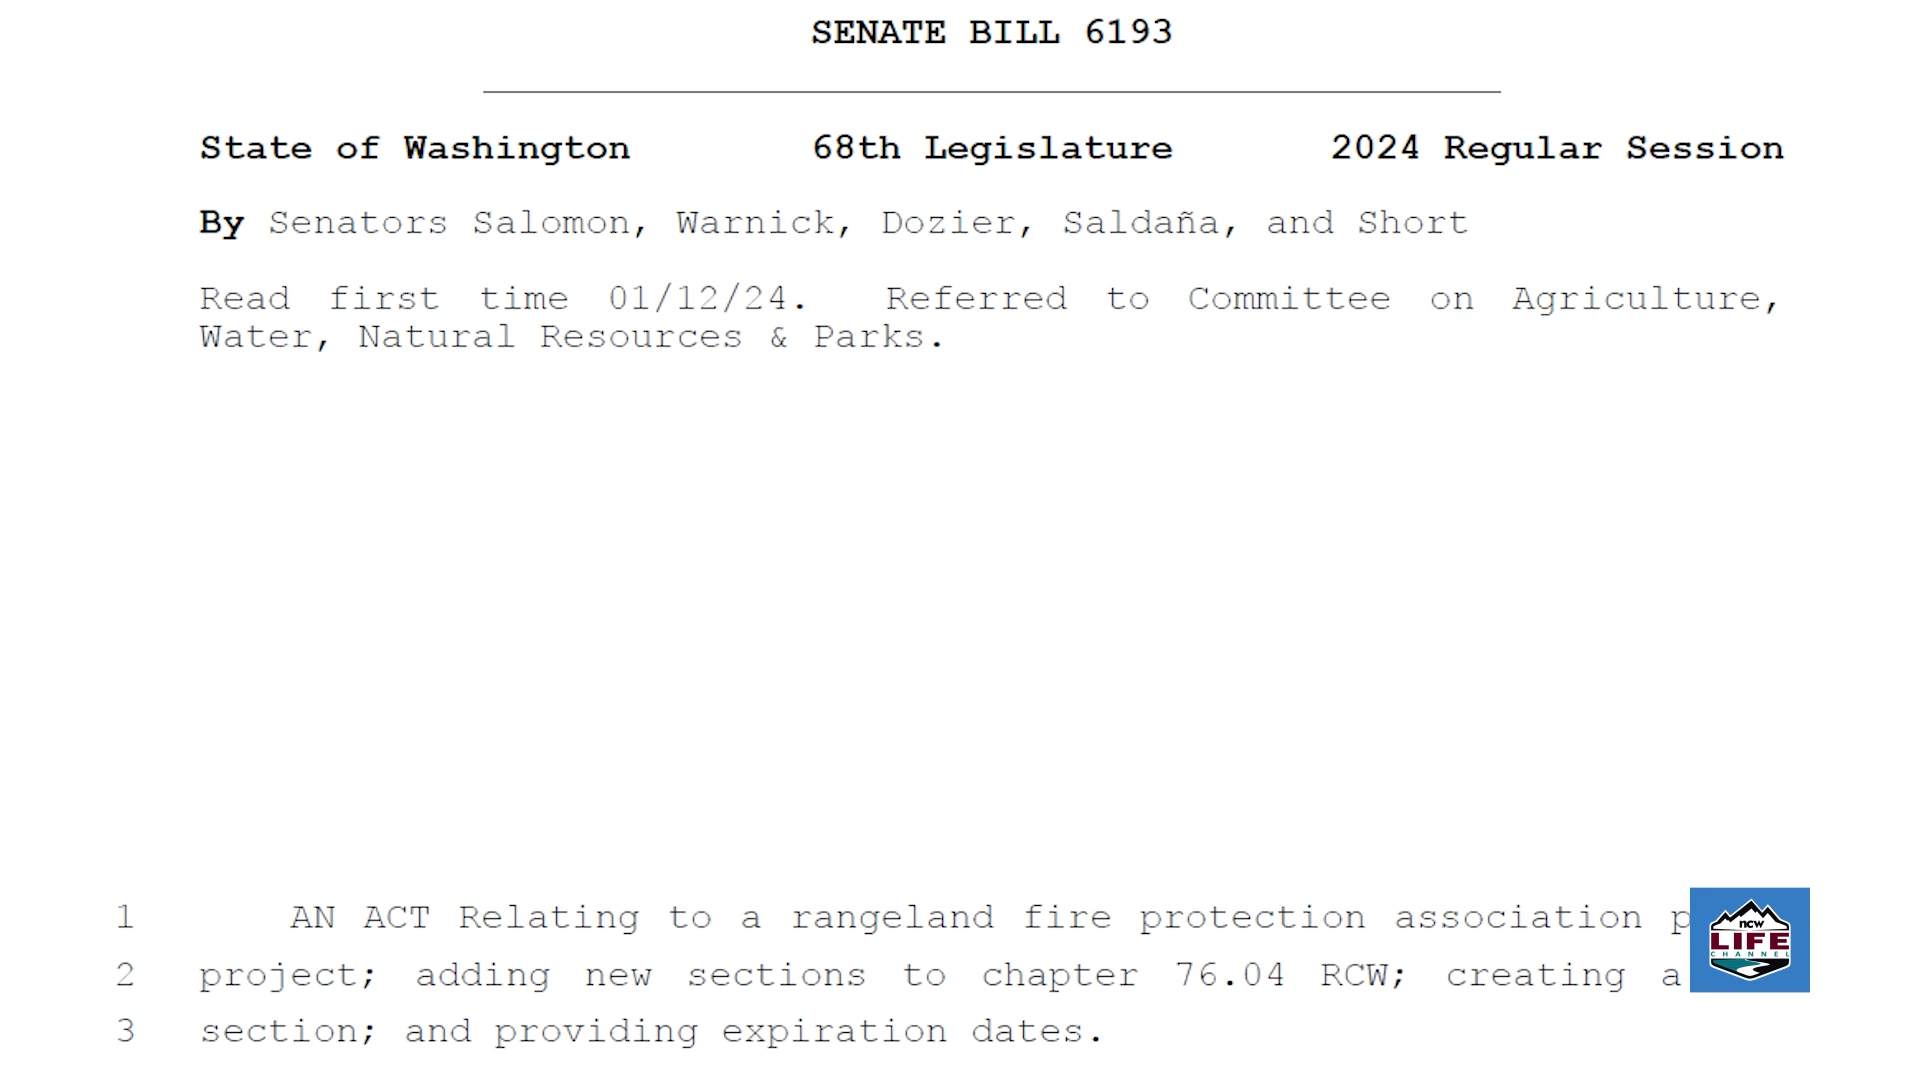 SENATE BILL 6193
State of Washington 68th Legislature 2024 Regular Session
By Senators Salomon, Warnick, Dozier, Saldaña, and Short
Read first time 01/12/24. Referred to Committee on Agriculture,
Water, Natural Resources & Parks.
1 AN ACT Relating to a rangeland fire protection association p
2 project; adding new sections to chapter 76.04 RCW; creating a
3 section; and providing expiration dates.
ncw
LIFE
CHANNEL